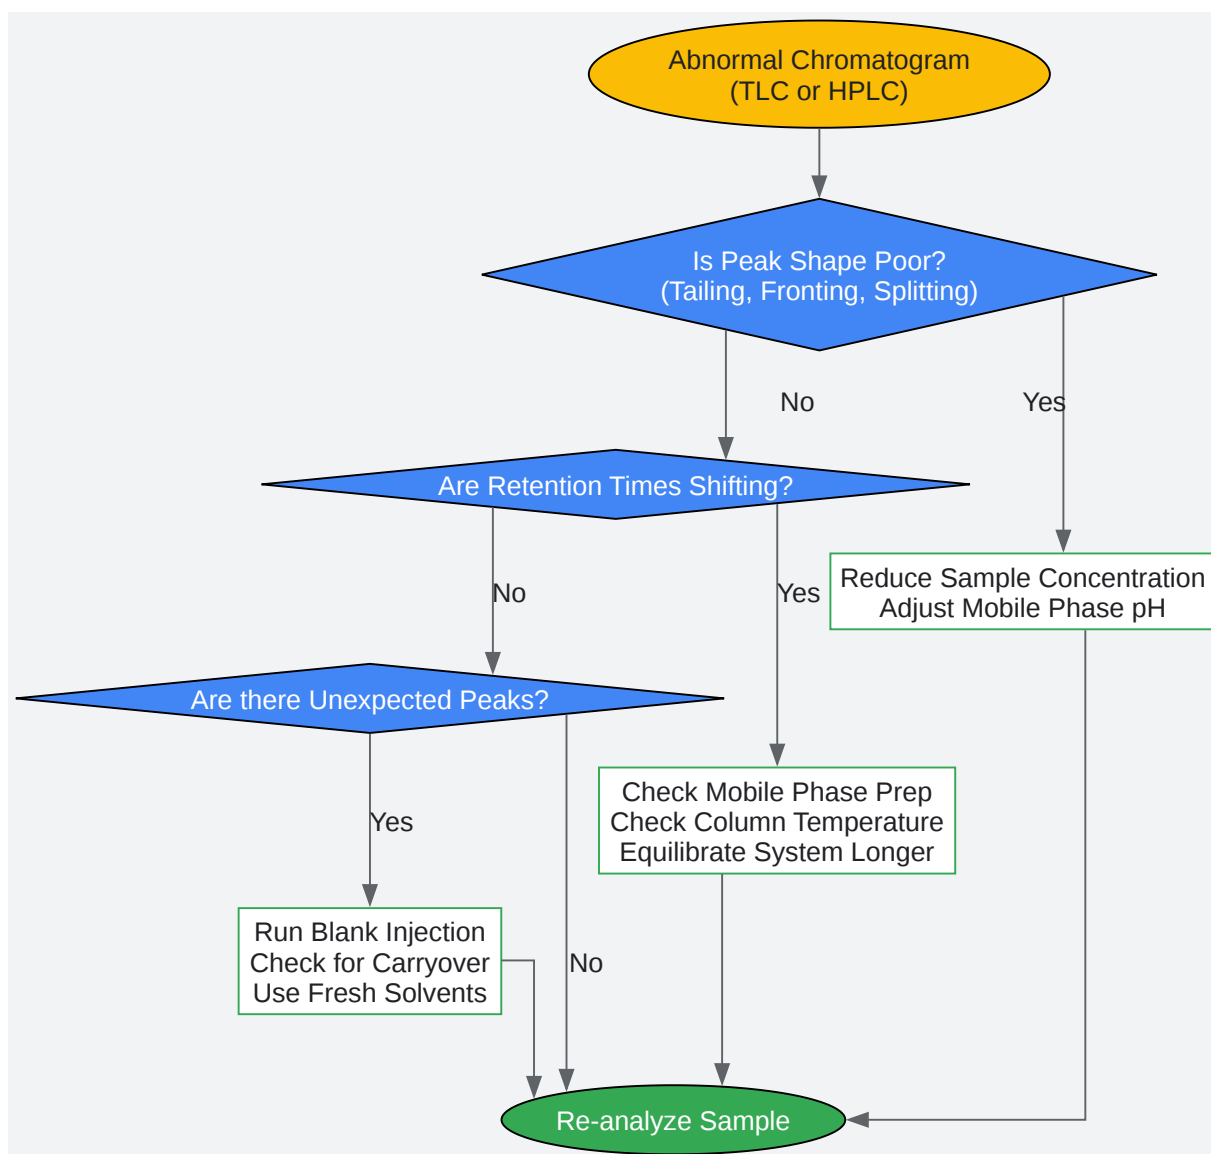 Abnormal Chromatogram
(TLC or HPLC)
Is Peak Shape Poor?
(Tailing, Fronting, Splitting)
No
Yes
Are Retention Times Shifting?
Reduce Sample Concentration
Adjust Mobile Phase pH
No
Yes
Are there Unexpected Peaks?
Check Mobile Phase Prep
Check Column Temperature
Equilibrate System Longer
Yes
Run Blank Injection
Check for Carryover
Use Fresh Solvents
No
Re-analyze Sample